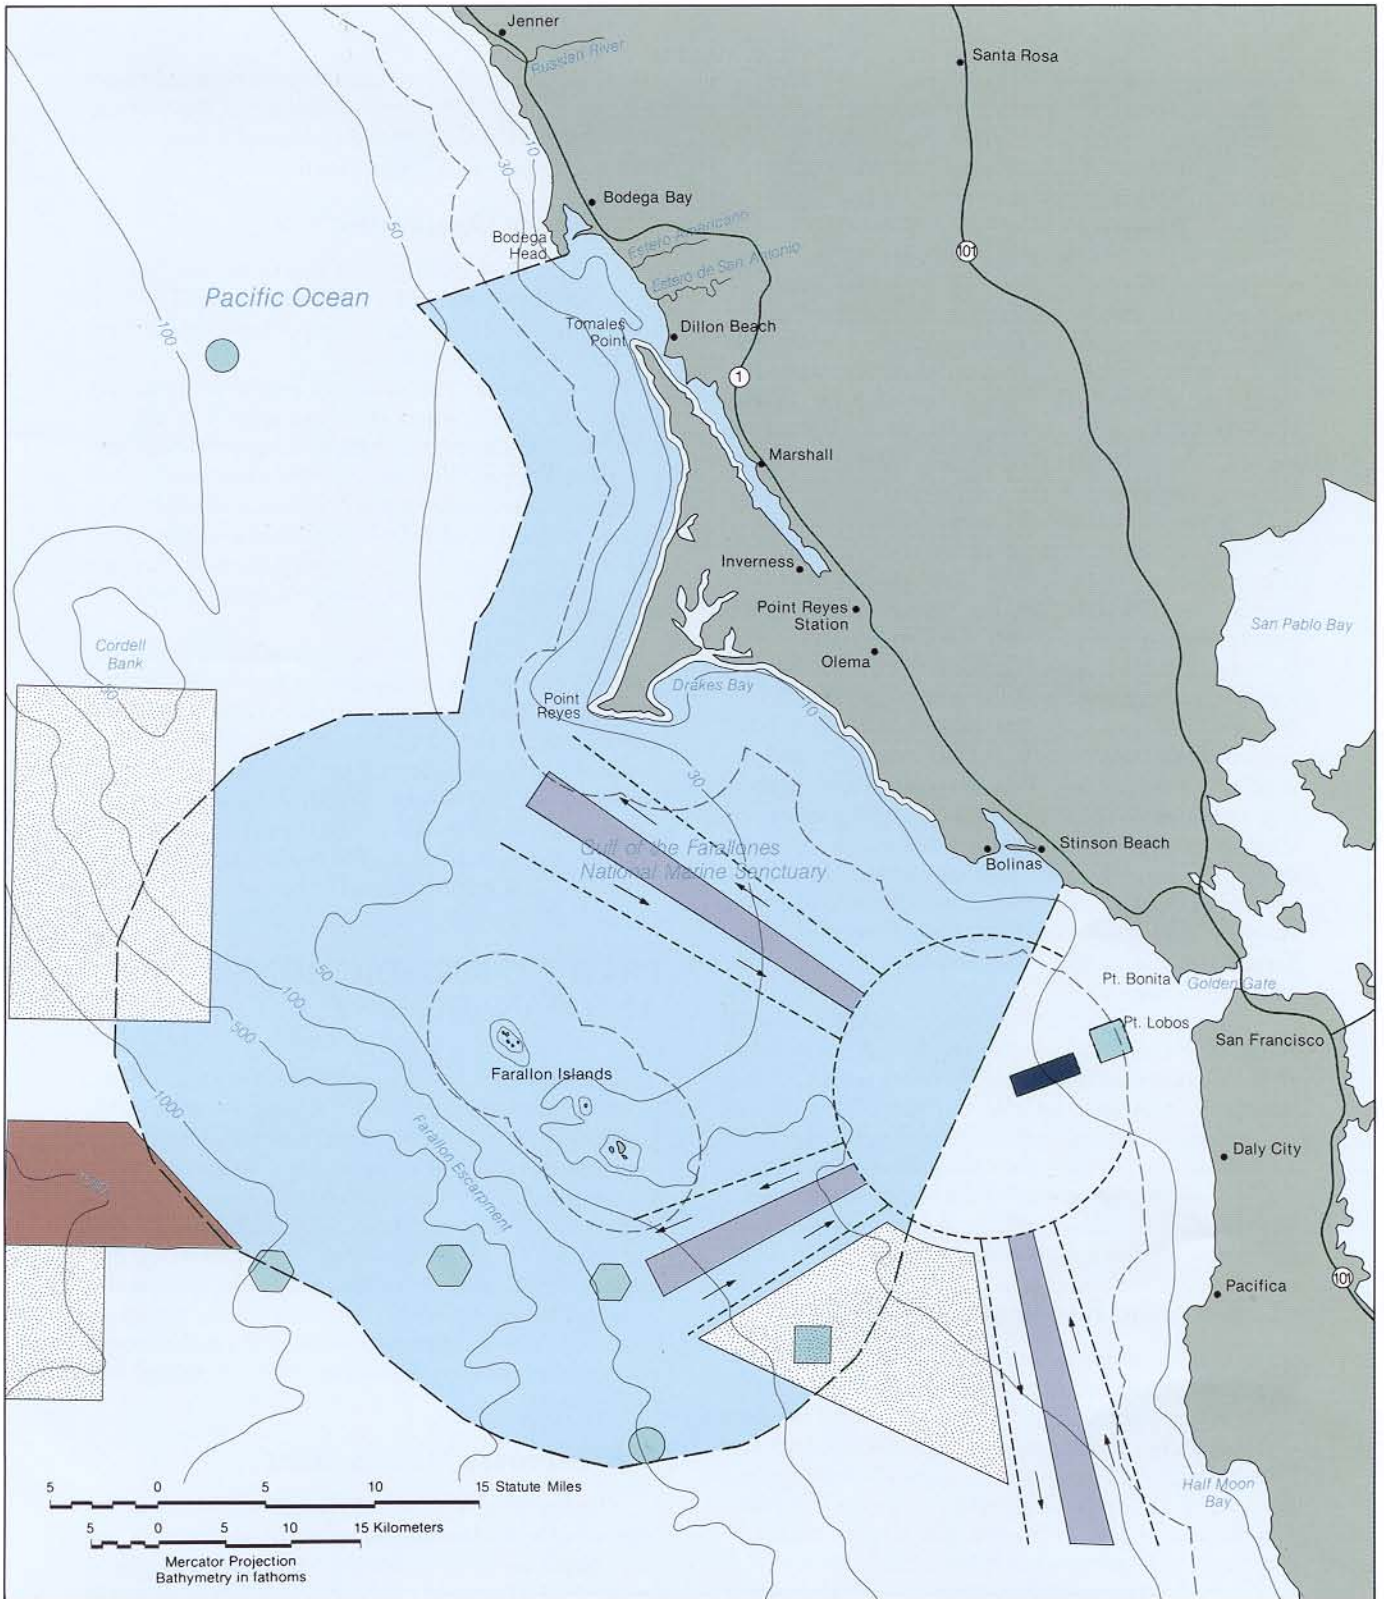 Jenner
Russian River
Santa Rosa
10
30
50
Bodega Bay
Bodega
Head
Estero Americano
Estero de San Antonio
101
Pacific Ocean
100
Tomales
Point
Dillon Beach
1
Marshall
Inverness
Point Reyes
Station
Olema
San Pablo Bay
Cordell
Bank
50
Point
Reyes
Drakes Bay
10
30
Gulf of the Farallones
National Marine Sanctuary
Stinson Beach
Bolinas
50
100
500
1000
Pt. Bonita
Golden Gate
Pt. Lobos
San Francisco
Farallon Islands
Farallon Escarpment
Daly City
Pacifica
101
Half Moon
Bay
5 0 5 10 15 Statute Miles
5 0 5 10 15 Kilometers
Mercator Projection
Bathymetry in fathoms